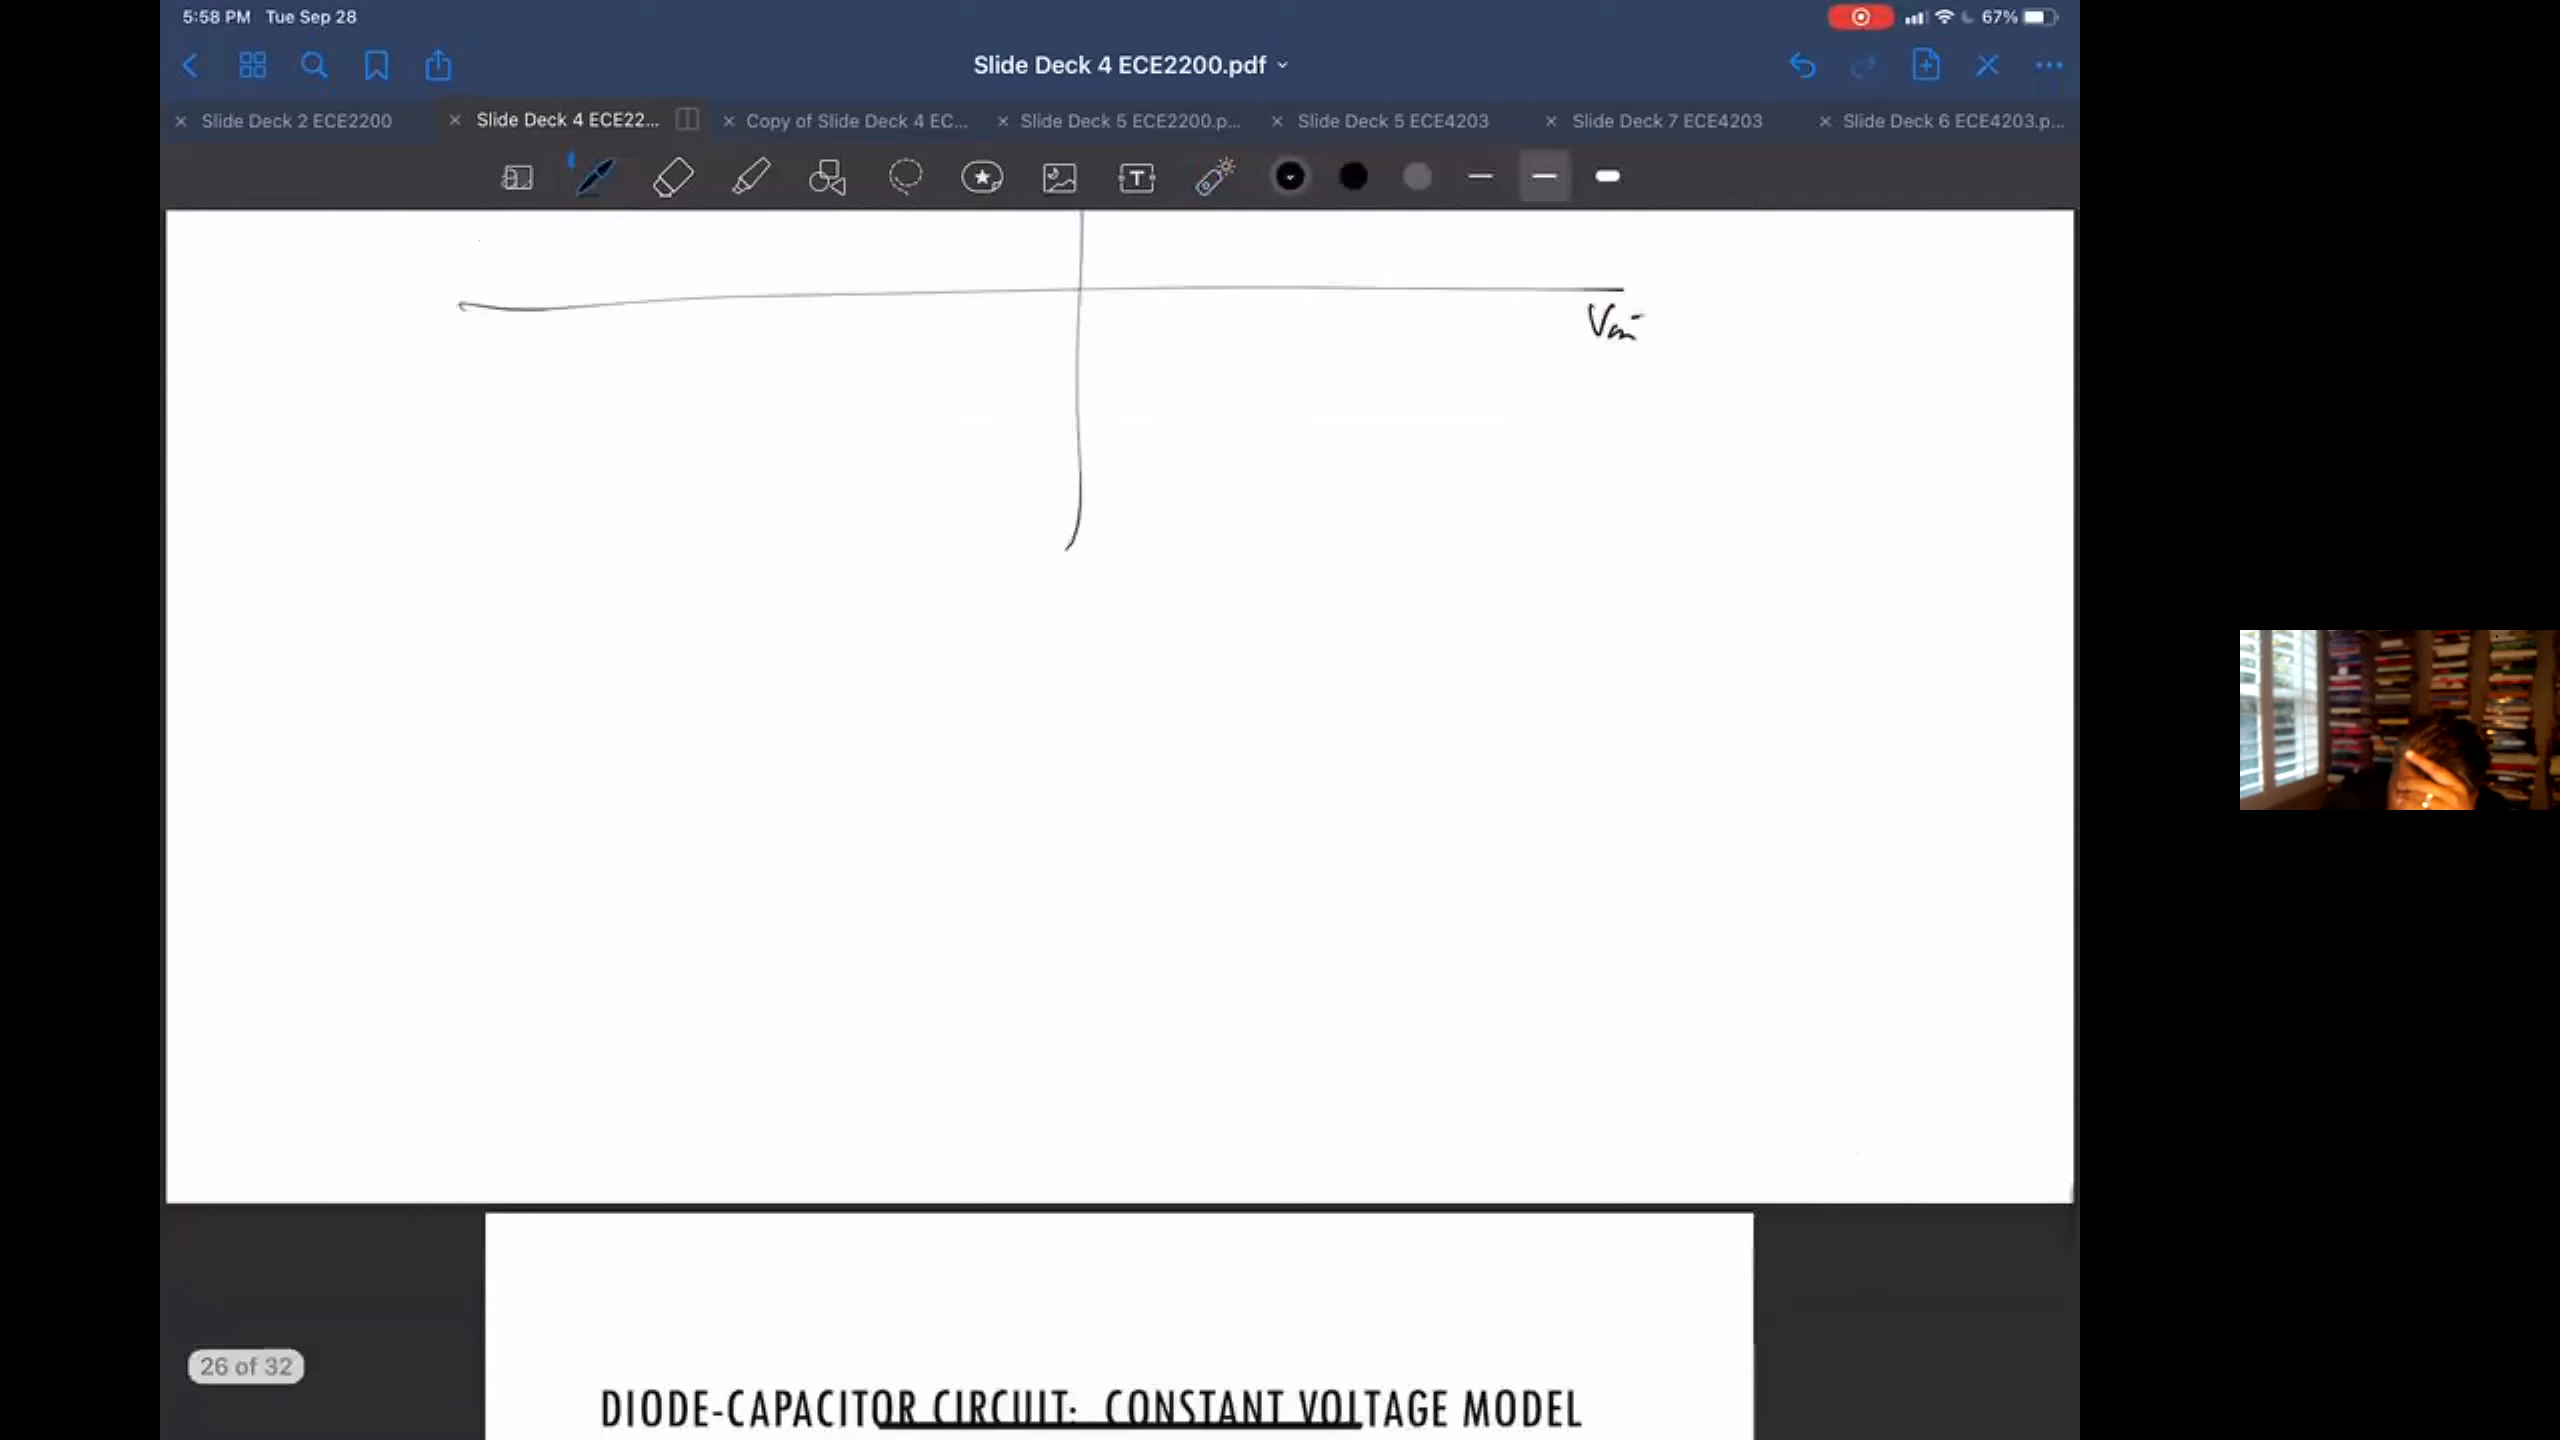 5:58 PM Tue Sep 28
67%
Slide Deck 4 ECE2200.pdf
Slide Deck 2 ECE2200
Slide Deck 4 ECE22...
Copy of Slide Deck 4 EC...
Slide Deck 5 ECE2200.p...
Slide Deck 5 ECE4203
Slide Deck 7 ECE4203
Slide Deck 6 ECE4203.p...
T
Vin
26 of 32
DIODE-CAPACITOR CIRCUIT: CONSTANT VOLTAGE MODEL